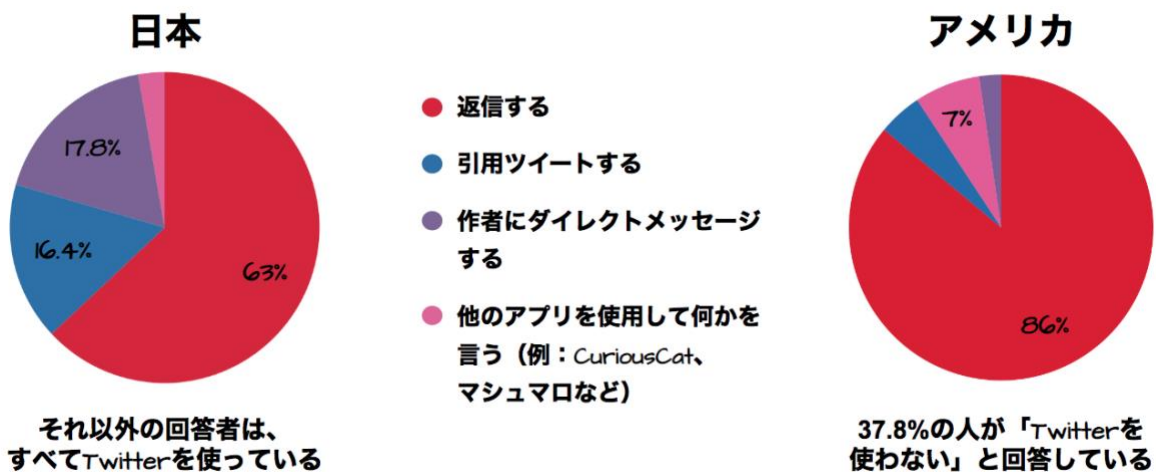 日本
17.8%
16.4%
63%
それ以外の回答者は、
すべてTwitterを使っている
返信する
引用ツイートする
作者にダイレクトメッセージ
する
他のアプリを使用して何かを
言う（例：CuriousCat、
マシュマロなど）
アメリカ
7%
86%
37.8%の人が「Twitterを
使わない」と回答している